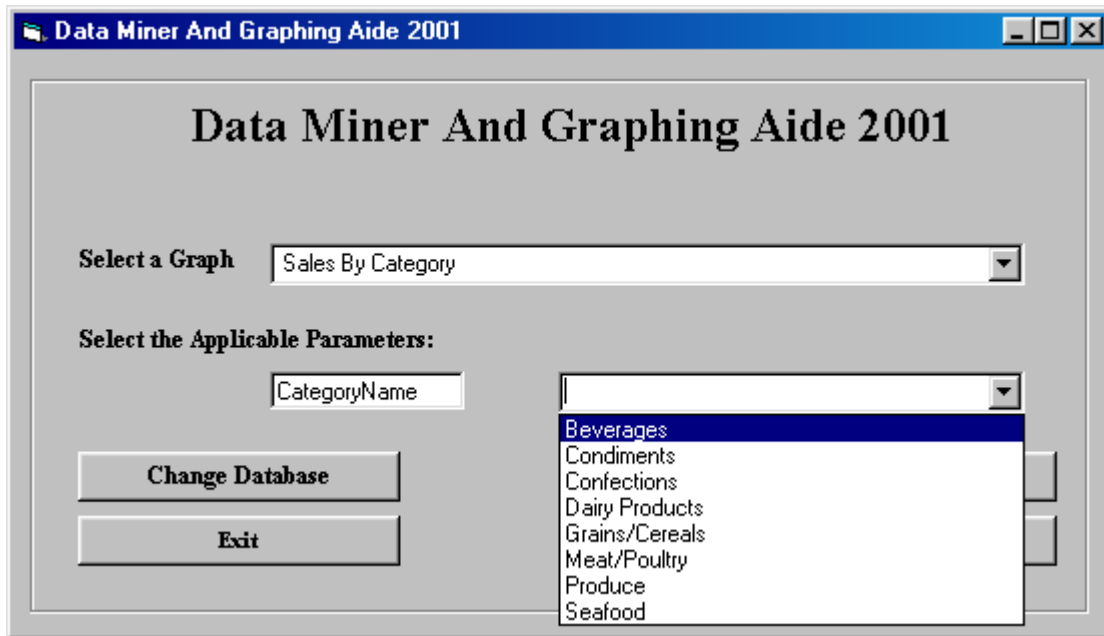 Data Miner And Graphing Aide 2001
Data Miner And Graphing Aide 2001
Select a Graph
Sales By Category
Select the Applicable Parameters:
CategoryName
Beverages
Condiments
Confections
Dairy Products
Grains/Cereals
Meat/Poultry
Produce
Seafood
Change Database
Exit